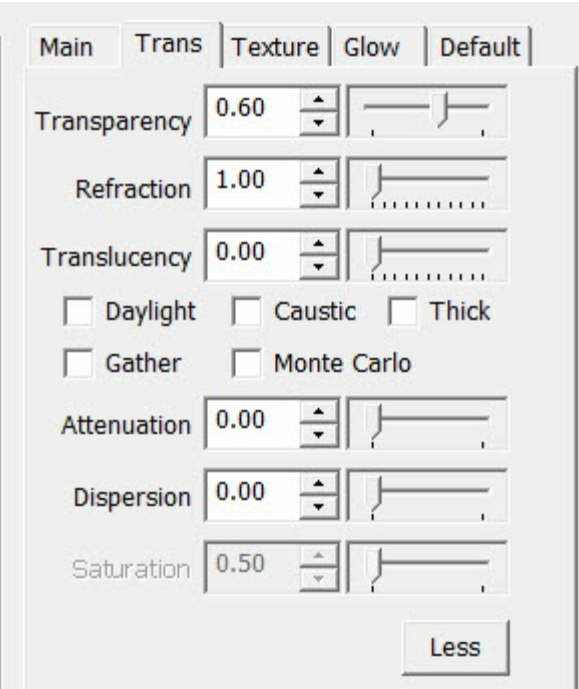 Main Trans Texture Glow Default
Transparency 0.60
Refraction 1.00
Translucency 0.00
Daylight Caustic Thick
Gather Monte Carlo
Attenuation 0.00
Dispersion 0.00
Saturation 0.50
Less